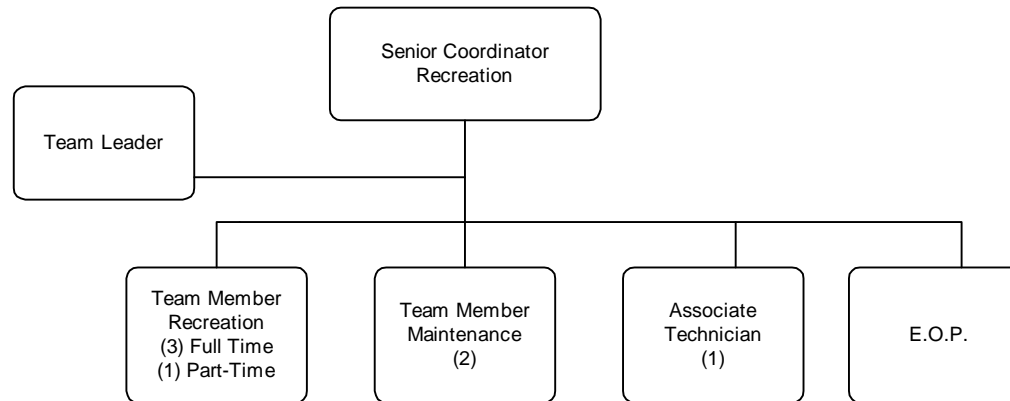 Senior Coordinator
Recreation
Team Leader
Team Member
Recreation
(3) Full Time
(1) Part-Time
Team Member
Maintenance
(2)
Associate
Technician
(1)
E.O.P.